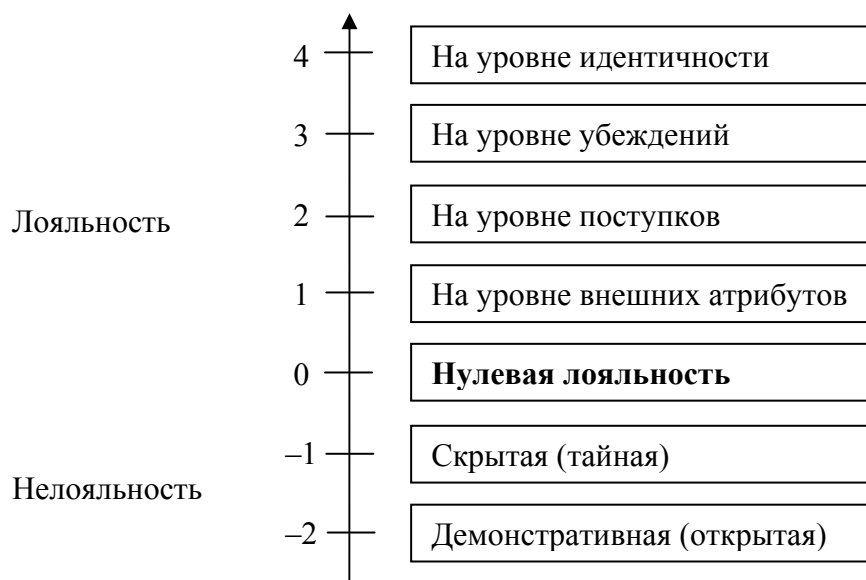 4 На уровне идентичности
3 На уровне убеждений
Лояльность 2 На уровне поступков
1 На уровне внешних атрибутов
0 Нулевая лояльность
–1 Скрытая (тайная)
Нелояльность
–2 Демонстративная (открытая)